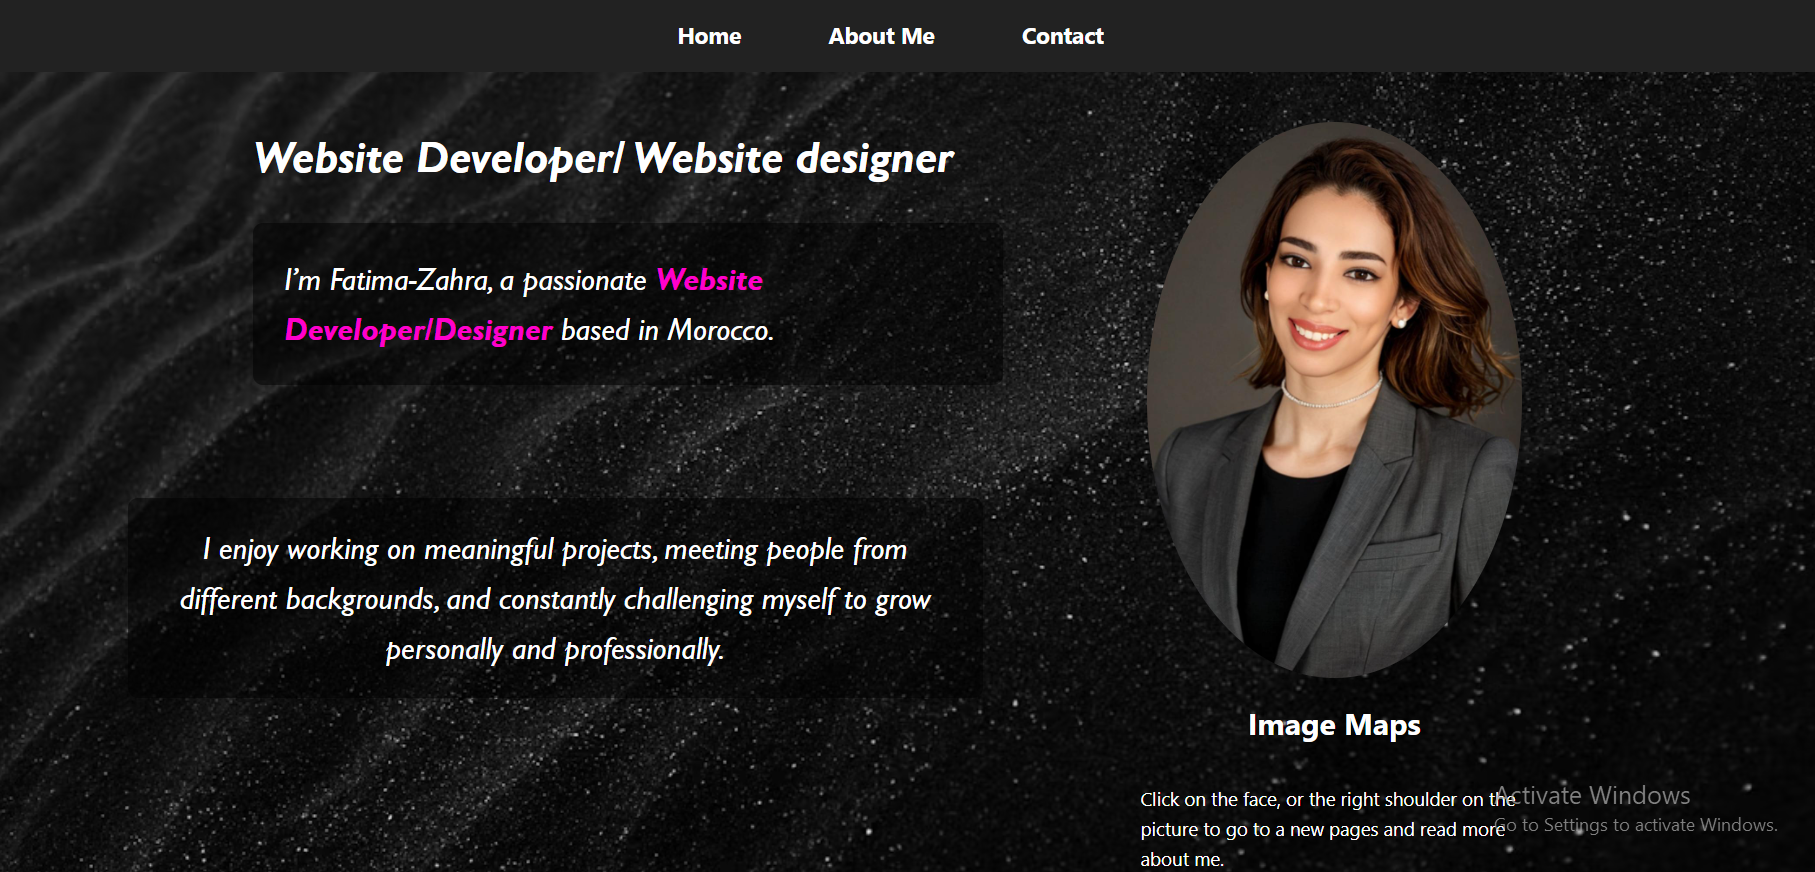 Home About Me Contact
Website Developer/ Website designer
I’m Fatima-Zahra, a passionate Website
Developer/Designer based in Morocco.
I enjoy working on meaningful projects, meeting people from
different backgrounds, and constantly challenging myself to grow
personally and professionally.
Image Maps
Click on the face, or the right shoulder on the
picture to go to a new pages and read more
about me.
Activate Windows
Go to Settings to activate Windows.